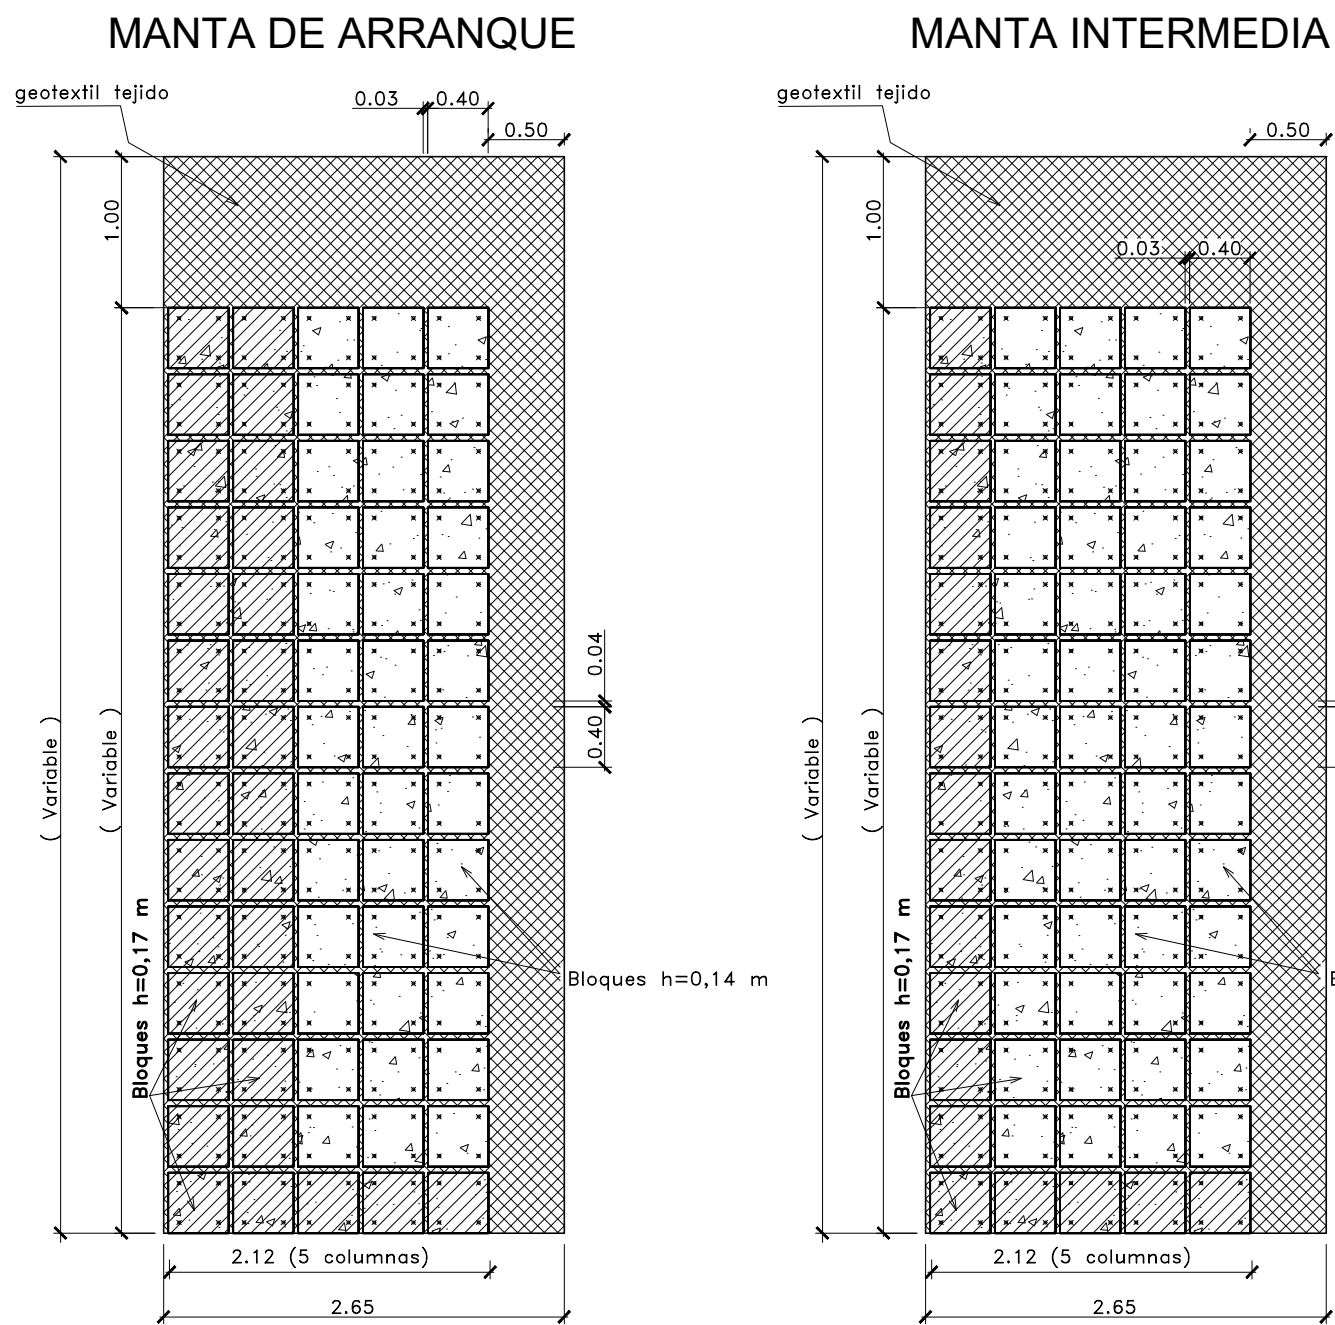 MANTA DE ARRANQUE
geotextil tejido
0.03
0.40
0.50
1.00
0.04
0.40
( Variable )
( Variable )
Bloques h=0,17 m
Bloques h=0,14 m
2.12 (5 columnas)
2.65
MANTA INTERMEDIA
geotextil tejido
0.50
1.00
0.03
0.40
( Variable )
( Variable )
Bloques h=0,17 m
2.12 (5 columnas)
2.65